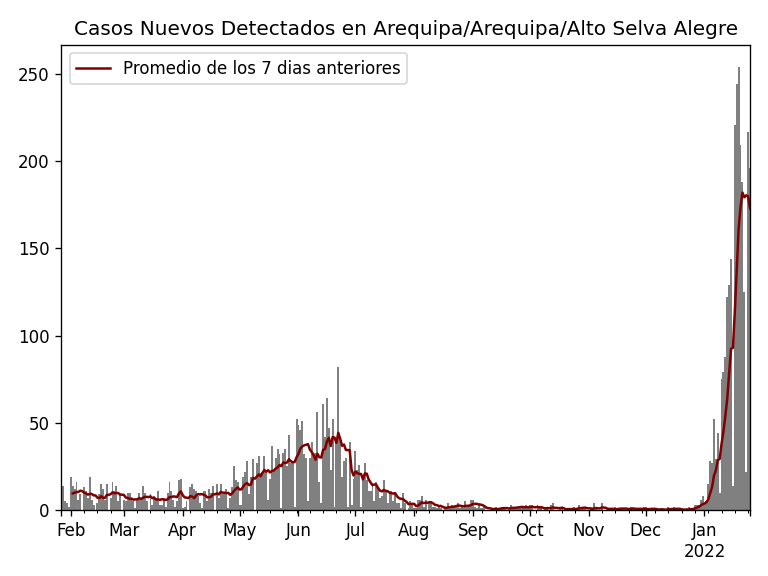 Casos Nuevos Detectados en Arequipa/Arequipa/Alto Selva Alegre
Promedio de los 7 dias anteriores
250
200
150
100
50
0
Feb Mar Apr May Jun Jul Aug Sep Oct Nov Dec Jan
2022